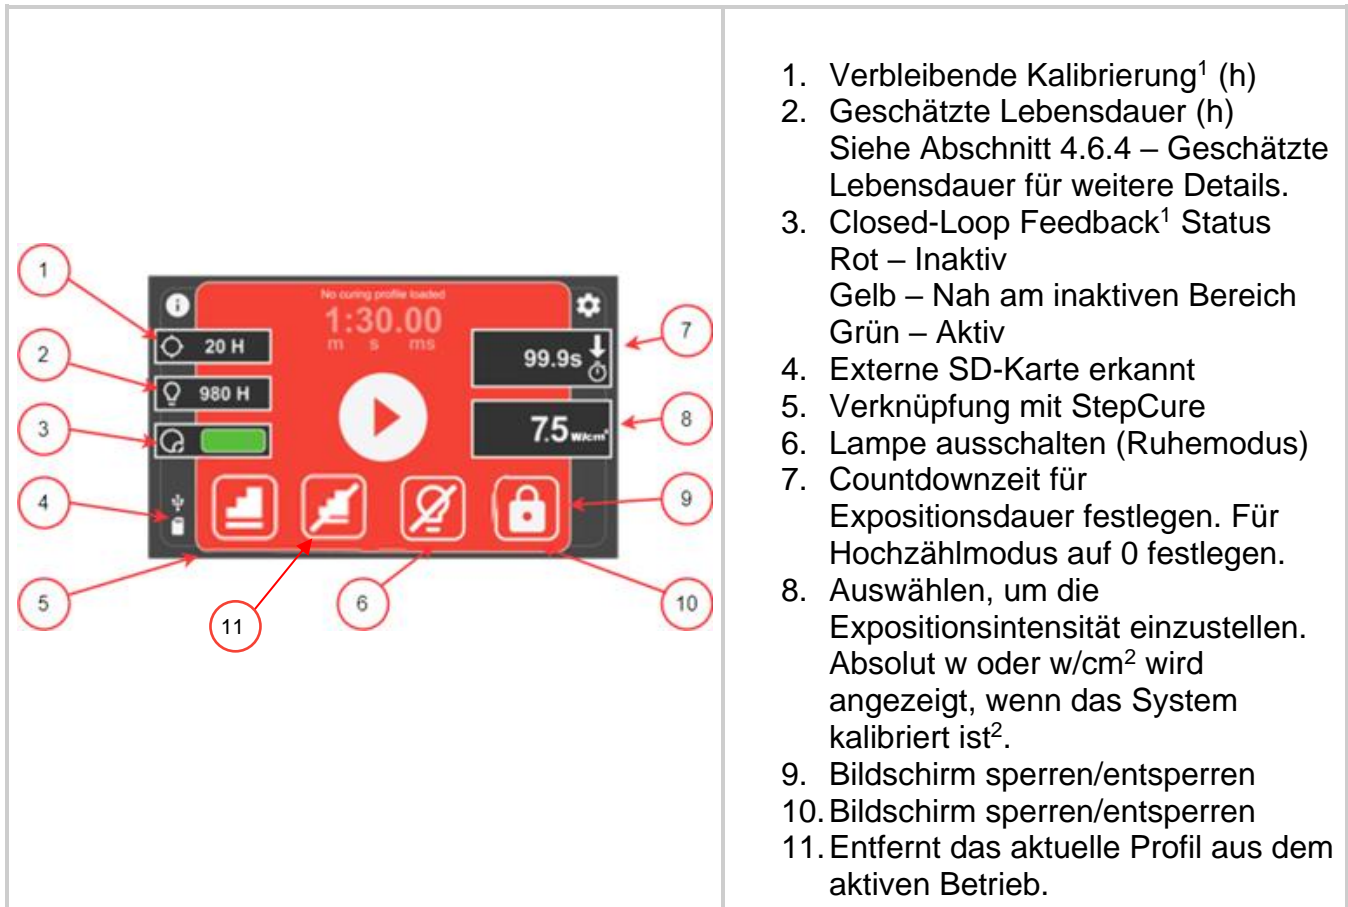 No curing profile loaded
1:30.00
m s ms
20 H
980 H
99.9s
7.5 W/cm²
1
2
3
4
5
11
6
7
8
9
10
1. Verbleibende Kalibrierung¹ (h)
2. Geschätzte Lebensdauer (h)
Siehe Abschnitt 4.6.4 – Geschätzte
Lebensdauer für weitere Details.
3. Closed-Loop Feedback¹ Status
Rot – Inaktiv
Gelb – Nah am inaktiven Bereich
Grün – Aktiv
4. Externe SD-Karte erkannt
5. Verknüpfung mit StepCure
6. Lampe ausschalten (Ruhemodus)
7. Countdownzeit für
Expositionsdauer festlegen. Für
Hochzählmodus auf 0 festlegen.
8. Auswählen, um die
Expositionsintensität einzustellen.
Absolut w oder w/cm² wird
angezeigt, wenn das System
kalibriert ist².
9. Bildschirm sperren/entsperren
10. Bildschirm sperren/entsperren
11. Entfernt das aktuelle Profil aus dem
aktiven Betrieb.